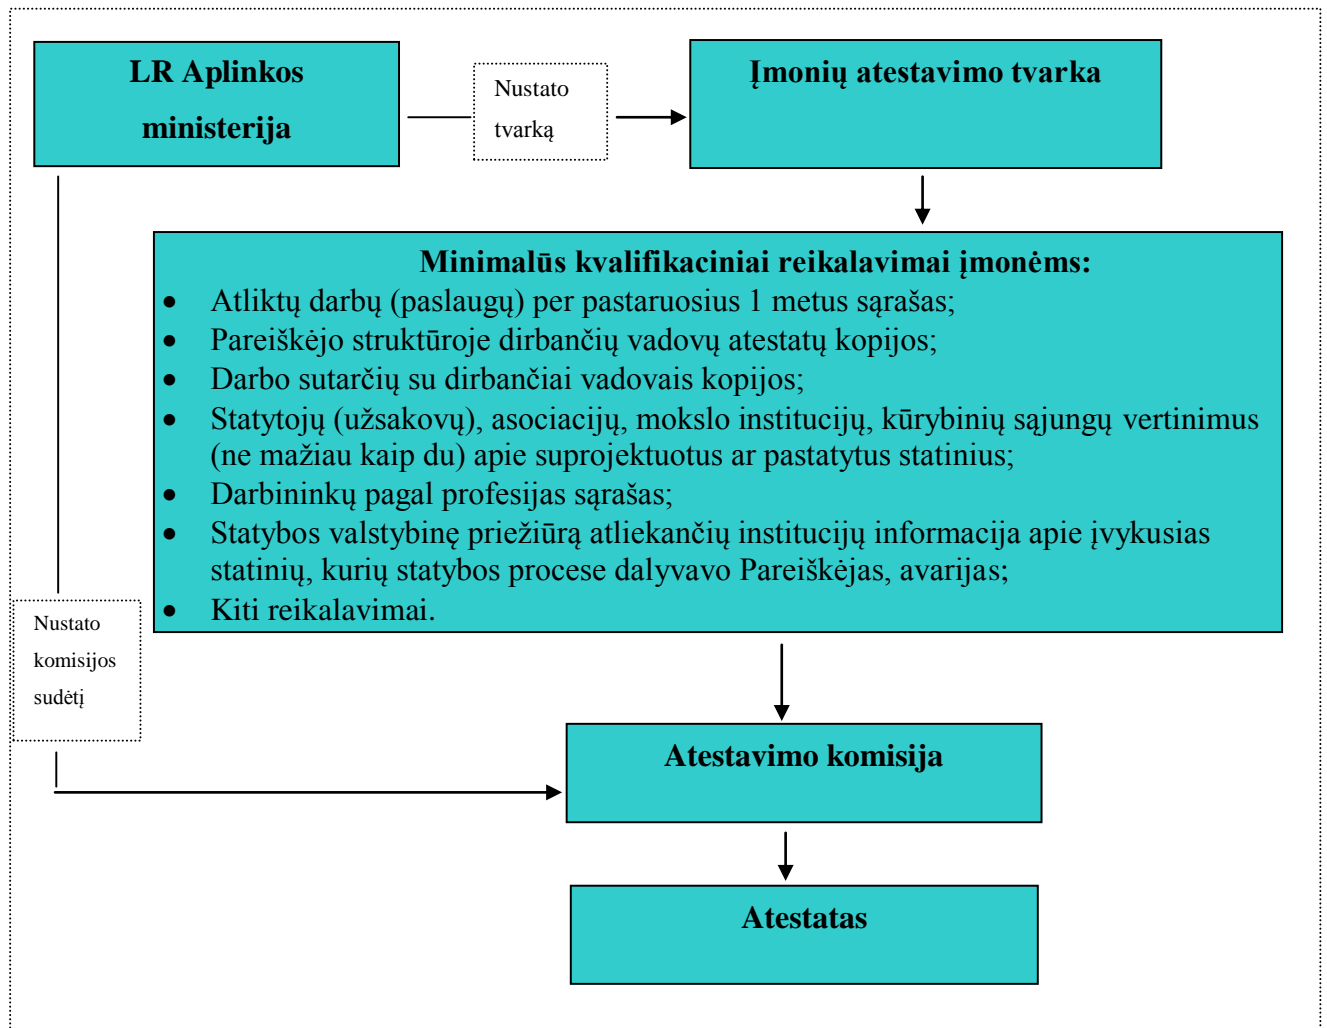 LR Aplinkos
ministerija
Nustato
tvarką
Įmonių atestavimo tvarka
Minimalūs kvalifikaciniai reikalavimai įmonėms:
• Atliktų darbų (paslaugų) per pastaruosius 1 metus sąrašas;
• Pareiškėjo struktūroje dirbančių vadovų atestatų kopijos;
• Darbo sutarčių su dirbančiai vadovais kopijos;
• Statytojų (užsakovų), asociacijų, mokslo institucijų, kūrybinių sąjungų vertinimus
(ne mažiau kaip du) apie suprojektuotus ar pastatytus statinius;
• Darbininkų pagal profesijas sąrašas;
• Statybos valstybinę priežiūrą atliekančių institucijų informacija apie įvykusias
statinių, kurių statybos procese dalyvavo Pareiškėjas, avarijas;
• Kiti reikalavimai.
Nustato
komisijos
sudėtį
Atestavimo komisija
Atestatas